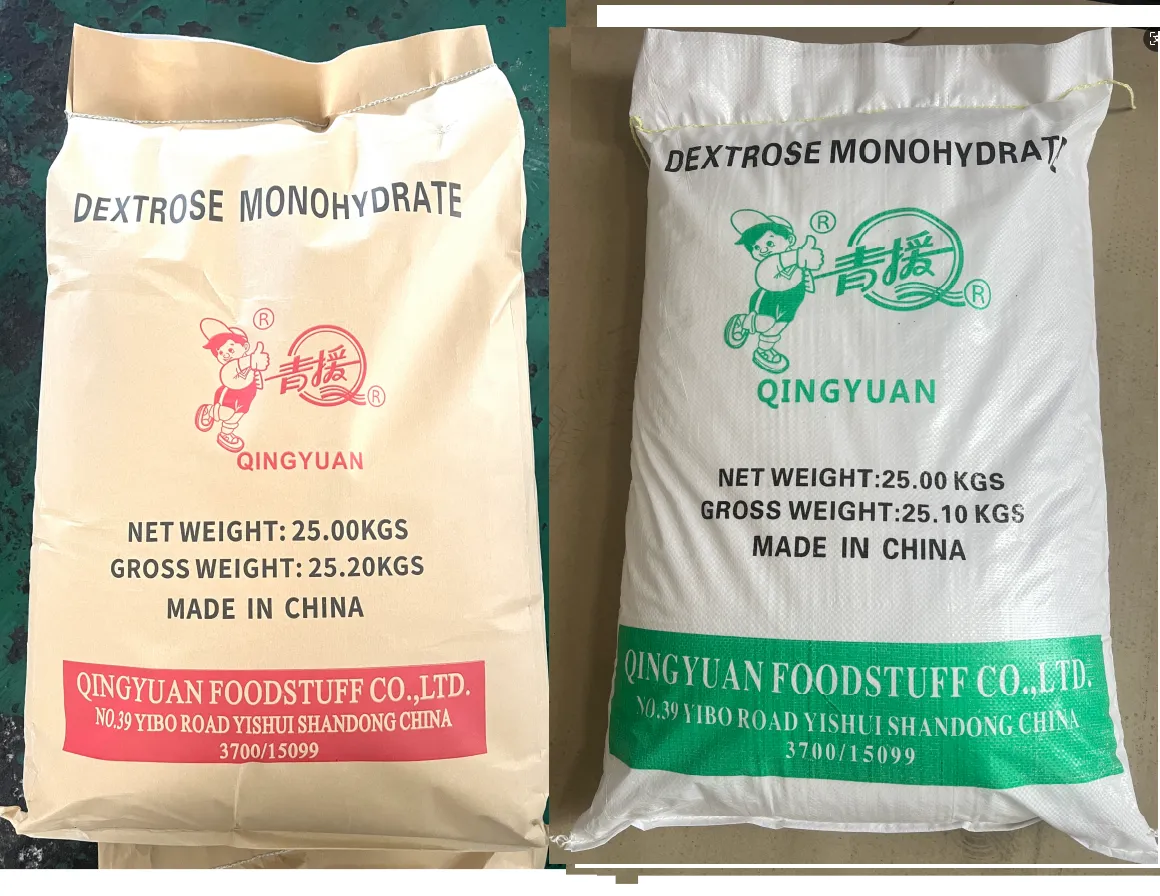 DEXTROSE MONOHYDRATE
®
青援
®
QINGYUAN
NET WEIGHT: 25.00KGS
GROSS WEIGHT: 25.20KGS
MADE IN CHINA
QINGYUAN FOODSTUFF CO.,LTD.
NO.39 YIBO ROAD YISHUI SHANDONG CHINA
3700/15099
DEXTROSE MONOHYDRATE
®
青援
®
QINGYUAN
NET WEIGHT:25.00 KGS
GROSS WEIGHT:25.10 KGS
MADE IN CHINA
QINGYUAN FOODSTUFF CO.,LTD.
NO.39 YIBO ROAD YISHUI SHANDONG CHINA
3700/15099